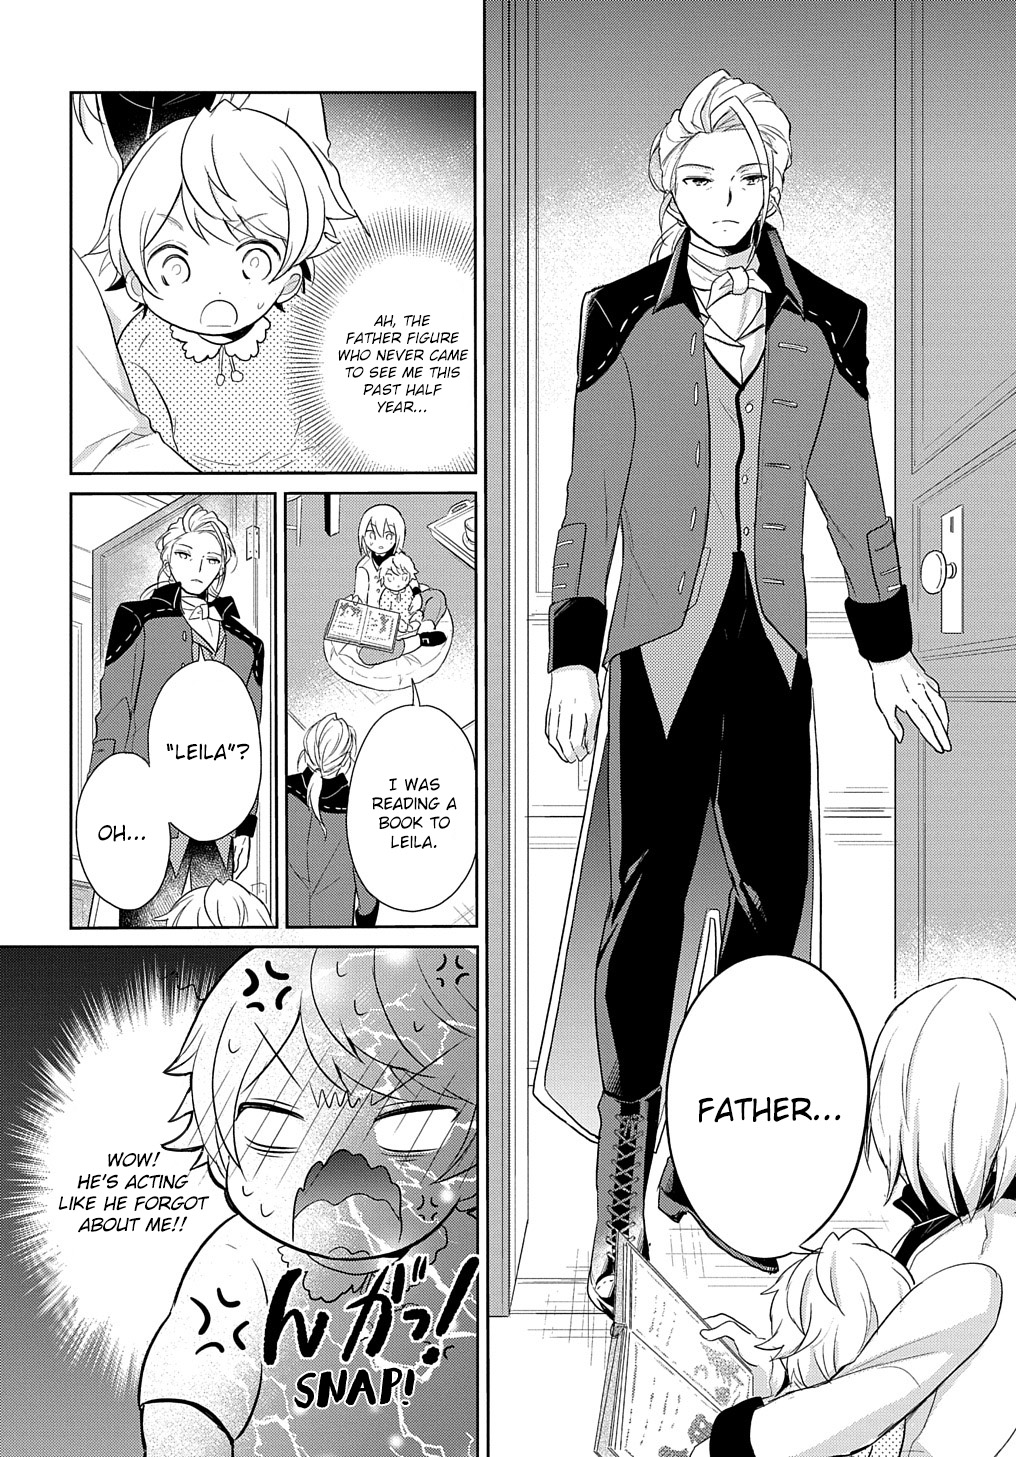 FATHER...
AH, THE
FATHER FIGURE
WHO NEVER CAME
TO SEE ME THIS
PAST HALF
YEAR...
I WAS
READING A
BOOK TO
LEILA.
"LEILA"?
OH...
WOW!
HE'S ACTING
LIKE HE FORGOT
ABOUT ME!!
んがっ!
SNAP!